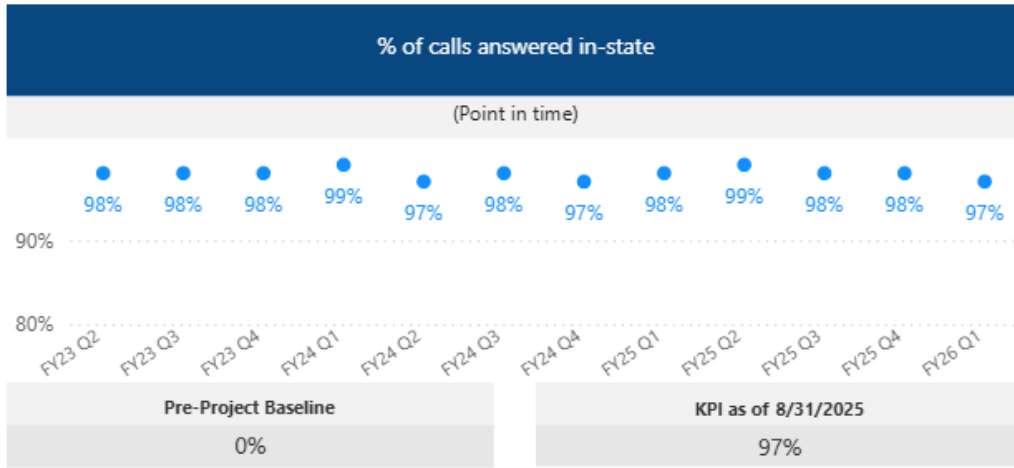 % of calls answered in-state
(Point in time)
98% 98% 98% 99% 97% 98% 97% 98% 99% 98% 98% 97%
90%
80%
FY23 Q2 FY23 Q3 FY23 Q4 FY24 Q1 FY24 Q2 FY24 Q3 FY24 Q4 FY25 Q1 FY25 Q2 FY25 Q3 FY25 Q4 FY26 Q1
Pre-Project Baseline KPI as of 8/31/2025
0% 97%